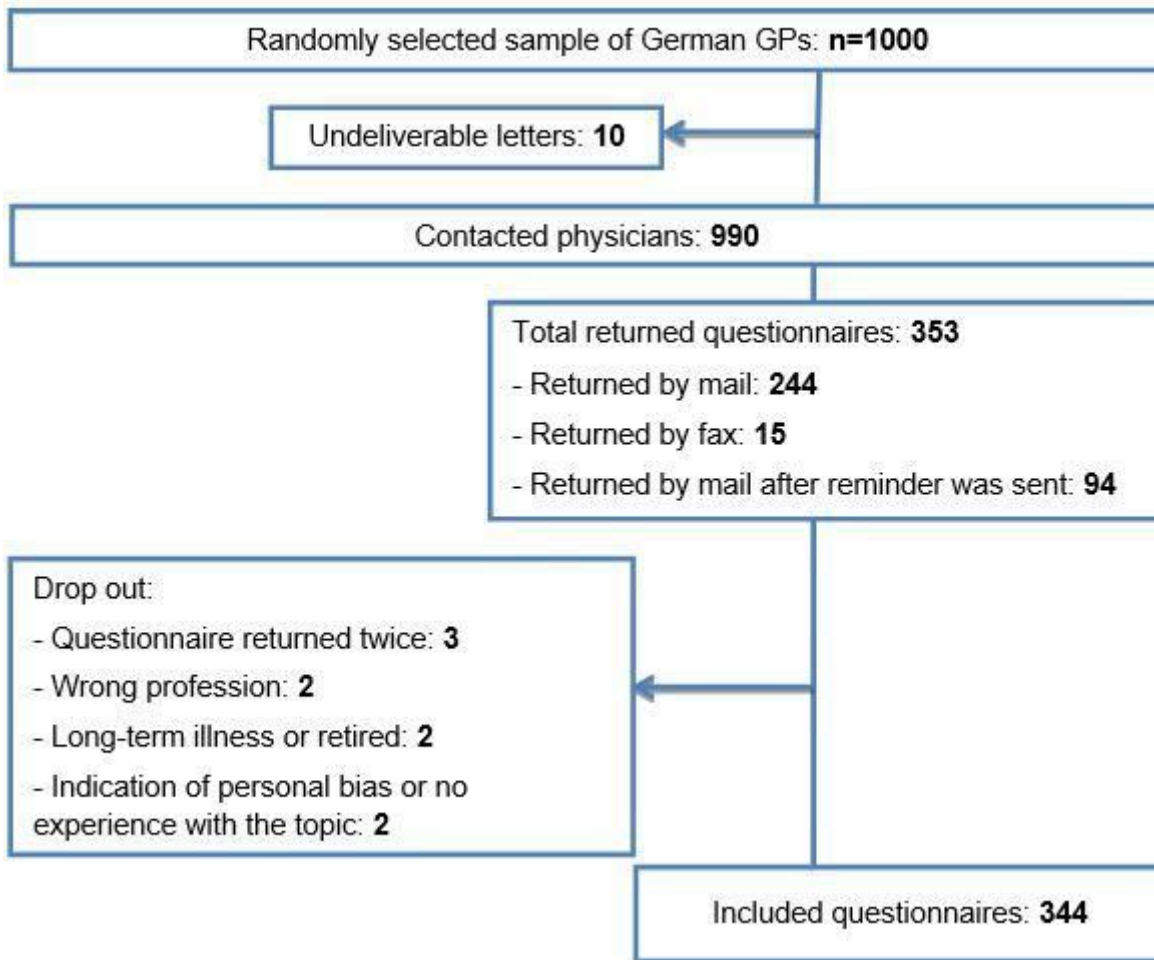 Randomly selected sample of German GPs: n=1000
Undeliverable letters: 10
Contacted physicians: 990
Total returned questionnaires: 353
- Returned by mail: 244
- Returned by fax: 15
- Returned by mail after reminder was sent: 94
Drop out:
- Questionnaire returned twice: 3
- Wrong profession: 2
- Long-term illness or retired: 2
- Indication of personal bias or no
experience with the topic: 2
Included questionnaires: 344